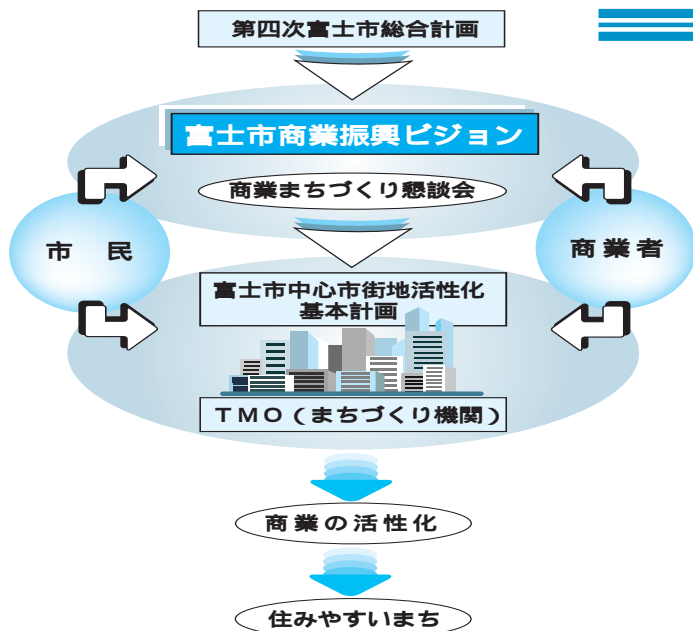 第四次富士市総合計画
富士市商業振興ビジョン
商業まちづくり懇談会
市 民
商業者
富士市中心市街地活性化
基本計画
TMO(まちづくり機関)
商業の活性化
住みやすいまち